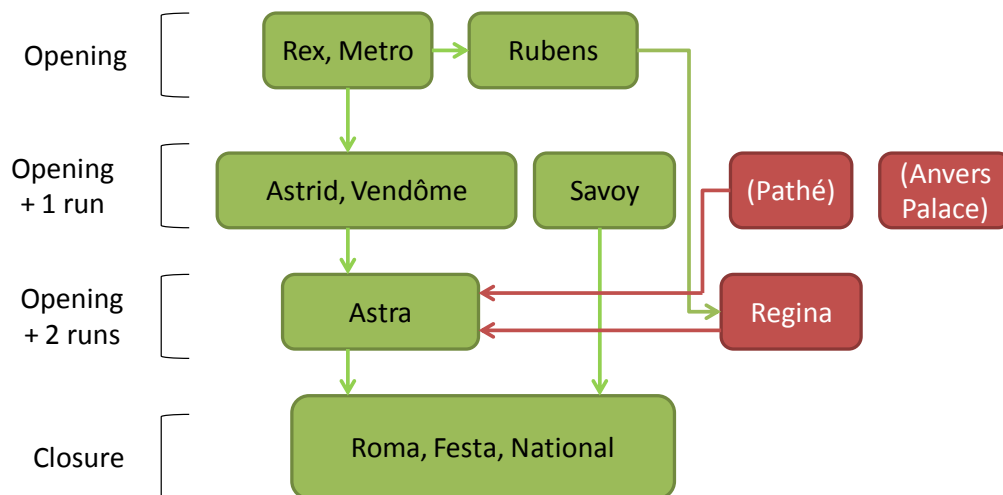 Opening
Rex, Metro
Rubens
Opening
+ 1 run
Astrid, Vendôme
Savoy
(Pathé)
(Anvers
Palace)
Opening
+ 2 runs
Astra
Regina
Closure
Roma, Festa, National